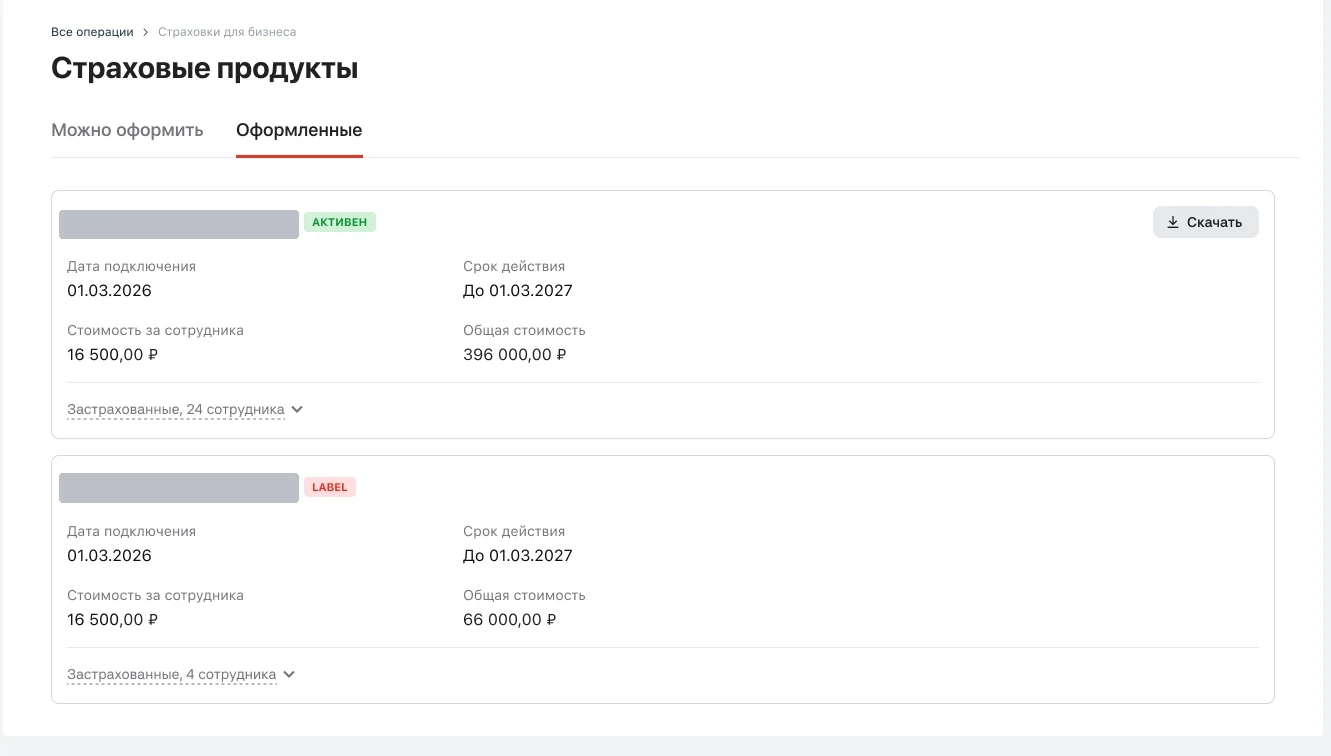 Все операции > Страховки для бизнеса
Страховые продукты
Можно оформить Оформленные
АКТИВЕН Скачать
Дата подключения Срок действия
01.03.2026 До 01.03.2027
Стоимость за сотрудника Общая стоимость
16 500,00 ₽ 396 000,00 ₽
Застрахованные, 24 сотрудника
LABEL
Дата подключения Срок действия
01.03.2026 До 01.03.2027
Стоимость за сотрудника Общая стоимость
16 500,00 ₽ 66 000,00 ₽
Застрахованные, 4 сотрудника